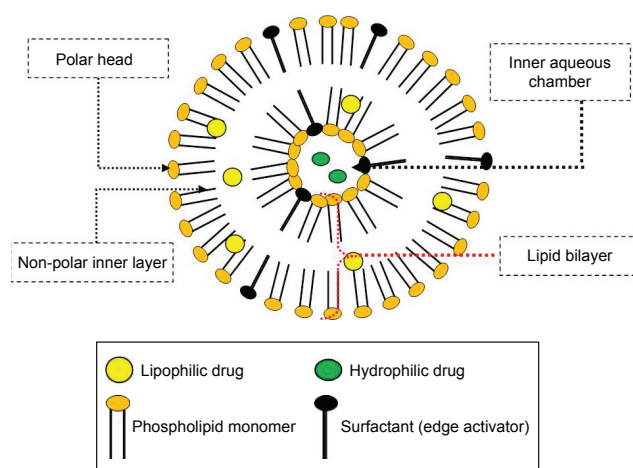 Polar head
Inner aqueous
chamber
Non-polar inner layer
Lipid bilayer
Lipophilic drug
Hydrophilic drug
Phospholipid monomer
Surfactant (edge activator)